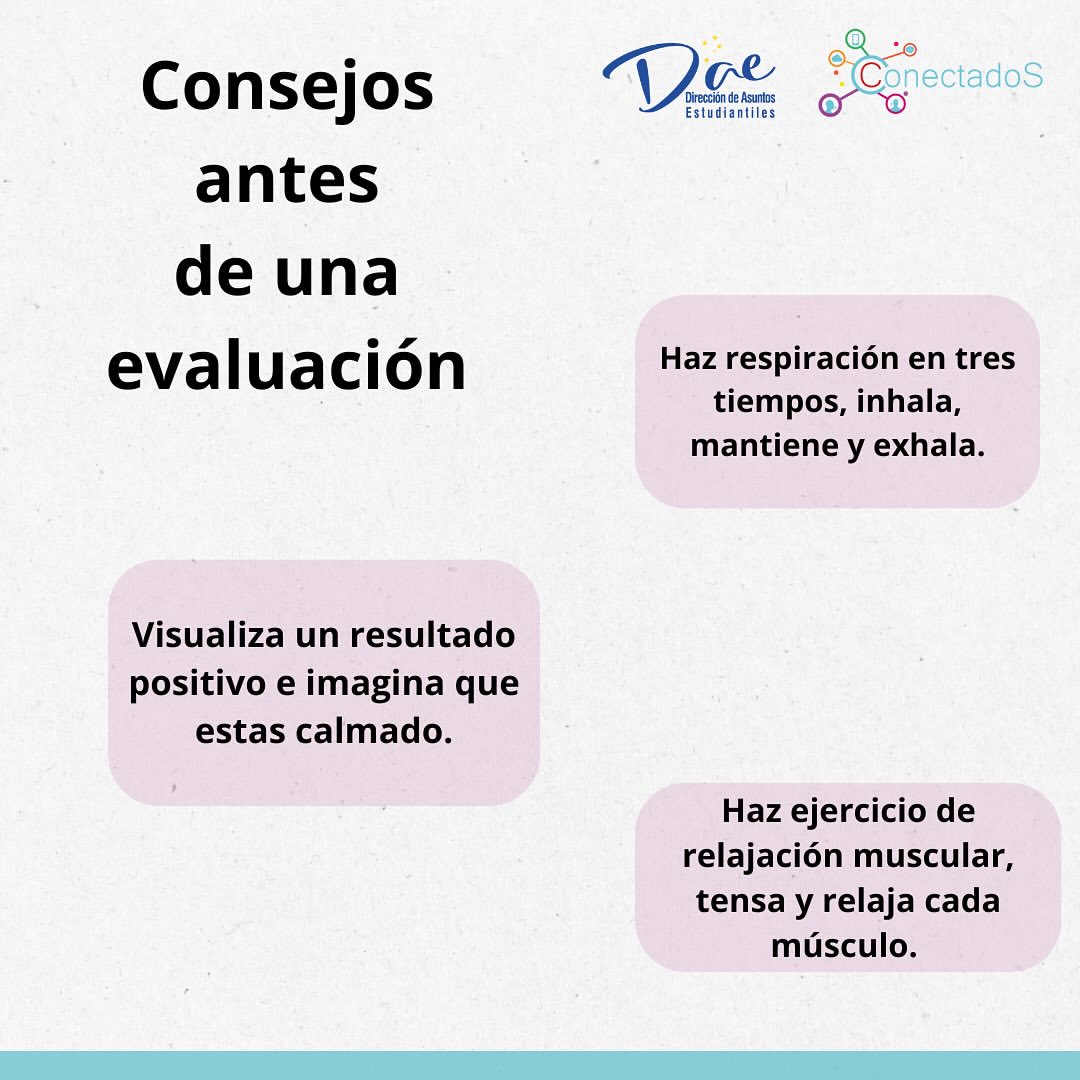 Consejos
antes
de una
evaluación
Dae
Dirección de Asuntos
Estudiantiles
ConectadoS
Haz respiración en tres
tiempos, inhala,
mantiene y exhala.
Visualiza un resultado
positivo e imagina que
estas calmado.
Haz ejercicio de
relajación muscular,
tensa y relaja cada
músculo.